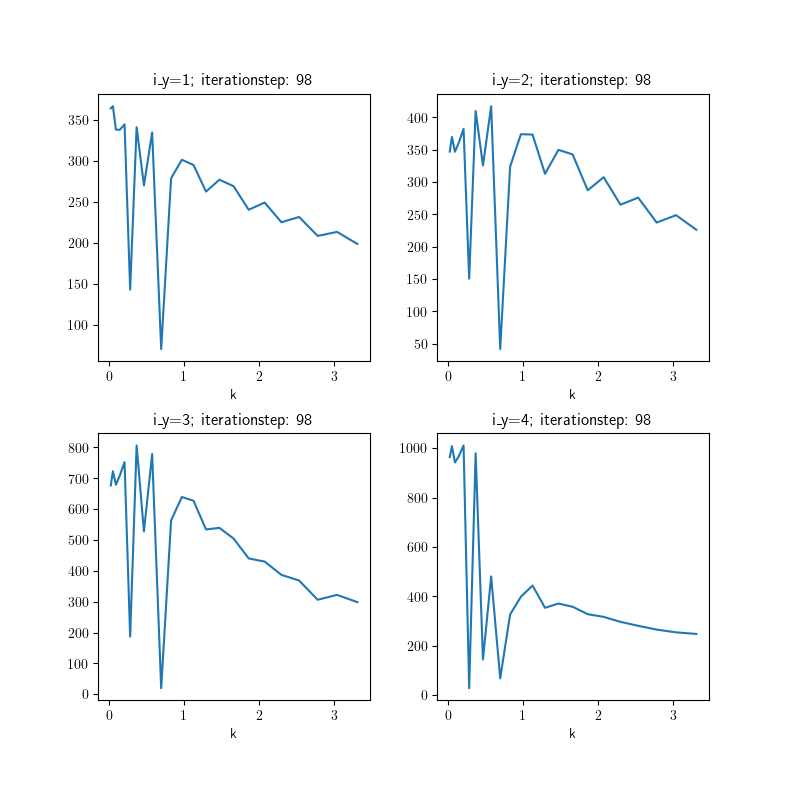 i_y=1; iterationstep: 98
i_y=2; iterationstep: 98
350
300
250
200
150
100
0 1 2 3
k
400
350
300
250
200
150
100
50
0 1 2 3
k
i_y=3; iterationstep: 98
i_y=4; iterationstep: 98
800
700
600
500
400
300
200
100
0
0 1 2 3
k
1000
800
600
400
200
0
0 1 2 3
k